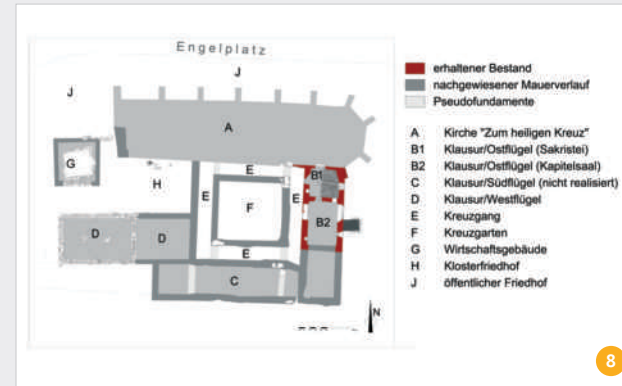 Engelplatz
J
J
A
G
H
E
E
E
F
E
B1
B2
D
D
C
N
erhaltener Bestand
nachgewiesener Mauerverlauf
Pseudofundamente
A Kirche "Zum heiligen Kreuz"
B1 Klausur/Ostflügel (Sakristei)
B2 Klausur/Ostflügel (Kapitelsaal)
C Klausur/Südflügel (nicht realisiert)
D Klausur/Westflügel
E Kreuzgang
F Kreuzgarten
G Wirtschaftsgebäude
H Klosterfriedhof
J öffentlicher Friedhof
8